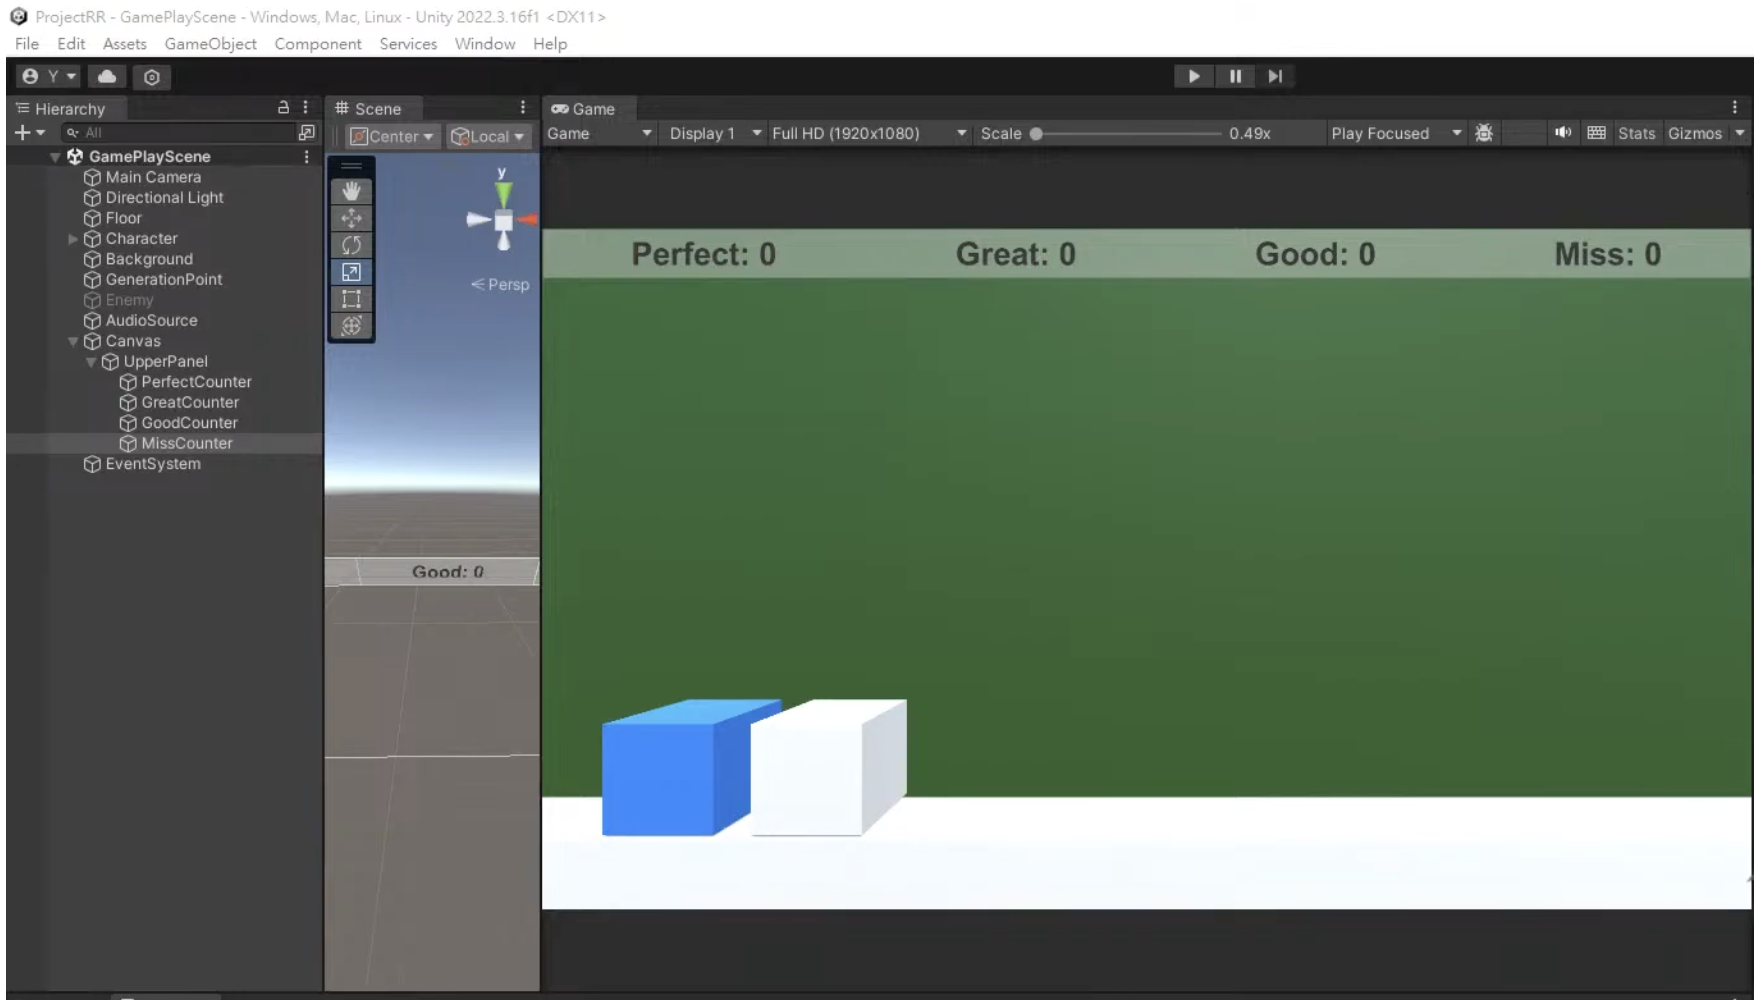 ProjectRR - GamePlayScene - Windows, Mac, Linux - Unity 2022.3.16f1 <DX11>
File Edit Assets GameObject Component Services Window Help
Y
Hierarchy
All
GamePlayScene
Main Camera
Directional Light
Floor
Character
Background
GenerationPoint
Enemy
AudioSource
Canvas
UpperPanel
PerfectCounter
GreatCounter
GoodCounter
MissCounter
EventSystem
Scene
Center Local
y
Persp
Good: 0
Game
Game Display 1 Full HD (1920x1080) Scale 0.49x Play Focused Stats Gizmos
Perfect: 0 Great: 0 Good: 0 Miss: 0